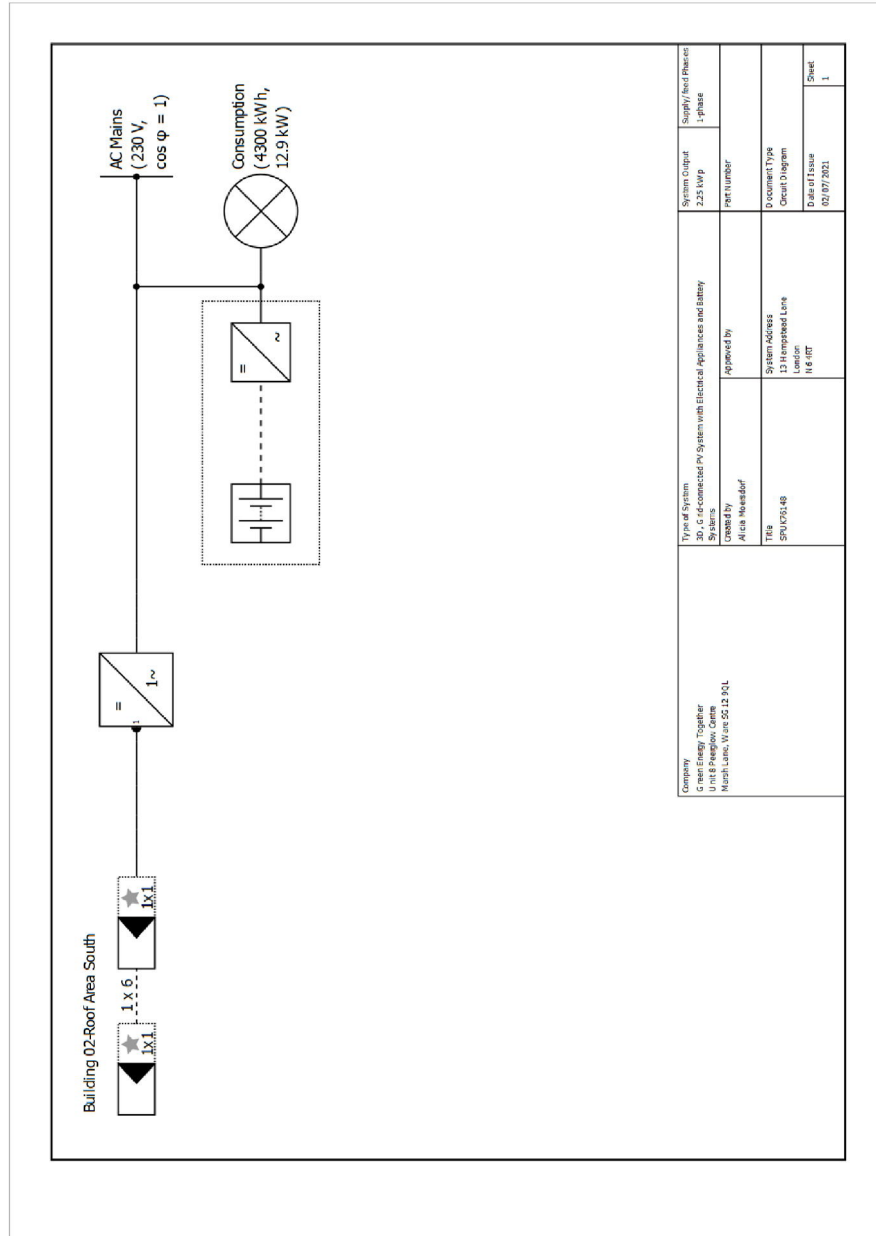 Building 02-Roof Area South
1x1
1 x 6
1x1
1
=
1~
=
~
AC Mains
(230 V,
cos φ = 1)
Consumption
(4300 kWh,
12.9 kW)
Company
Green Energy Together
Unit 8 Peerglow Centre
Marsh Lane, Ware SG12 9QL
Type of System
3D, Grid-connected PV System with Electrical Appliances and Battery
Systems
System Output
2.25 kWp
Supply/feed Phases
1-phase
Created by
Alicia Moersdorf
Approved by
Part Number
Title
SPUK76148
System Address
13 Hampstead Lane
London
N6 4RT
Document Type
Circuit Diagram
Date of Issue
02/07/2021
Sheet
1